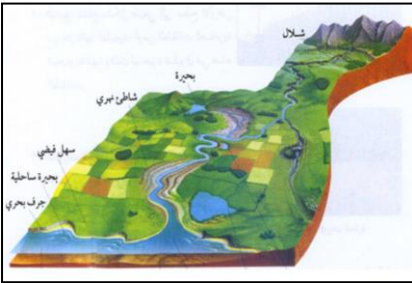 شلال
بحيرة
شاطئ نهري
سهل فيضي
بحيرة ساحلية
جرف بحري